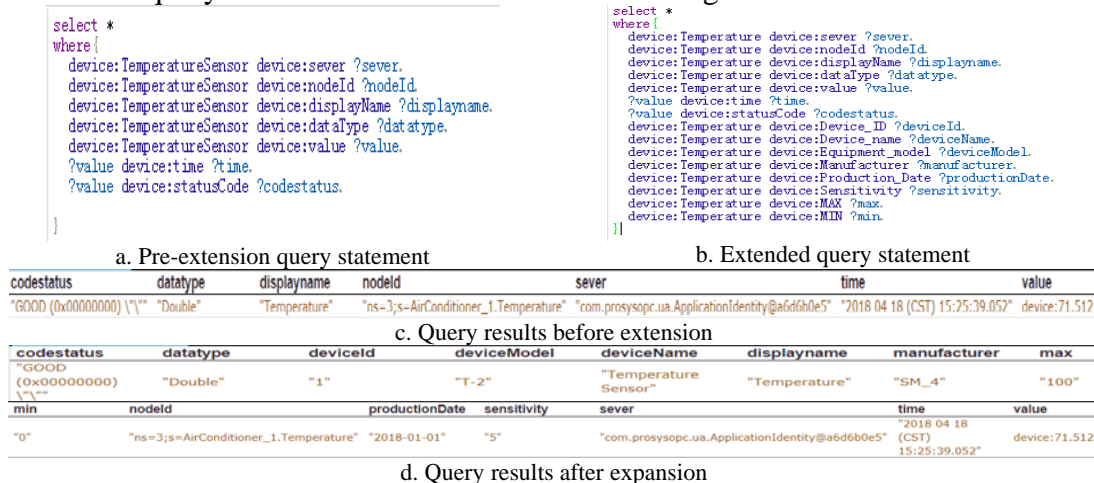 select *
where{
device:TemperatureSensor device:sever ?sever.
device:TemperatureSensor device:nodeId ?nodeId.
device:TemperatureSensor device:displayName ?displayname.
device:TemperatureSensor device:dataType ?datatype.
device:TemperatureSensor device:value ?value.
?value device:time ?time.
?value device:statusCode ?codestatus.
}
a. Pre-extension query statement
select *
where{
device:Temperature device:sever ?sever.
device:Temperature device:nodeId ?nodeId.
device:Temperature device:displayName ?displayname.
device:Temperature device:dataType ?datatype.
device:Temperature device:value ?value.
?value device:time ?time.
?value device:statusCode ?codestatus.
device:Temperature device:Device_ID ?deviceId.
device:Temperature device:Device_name ?deviceName.
device:Temperature device:Equipment_model ?deviceModel.
device:Temperature device:Manufacturer ?manufacturer.
device:Temperature device:Production_Date ?productionDate.
device:Temperature device:Sensitivity ?sensitivity.
device:Temperature device:MAX ?max.
device:Temperature device:MIN ?min.
}
b. Extended query statement
codestatus datatype displayname nodeId sever time value
"GOOD (0x00000000) \"\"" "Double" "Temperature" "ns=3;s=AirConditioner_1.Temperature" "com.prosysopc.ua.ApplicationIdentity@a6d6b0e5" "2018 04 18 (CST) 15:25:39.052" device:71.512
c. Query results before extension
codestatus datatype deviceId deviceModel deviceName displayname manufacturer max
"GOOD
(0x00000000) "Double" "1" "T-2" "Temperature Sensor" "Temperature" "SM_4" "100"
\"\""
min nodeId productionDate sensitivity sever time value
"0" "ns=3;s=AirConditioner_1.Temperature" "2018-01-01" "5" "com.prosysopc.ua.ApplicationIdentity@a6d6b0e5" "2018 04 18 (CST) 15:25:39.052" device:71.512
d. Query results after expansion